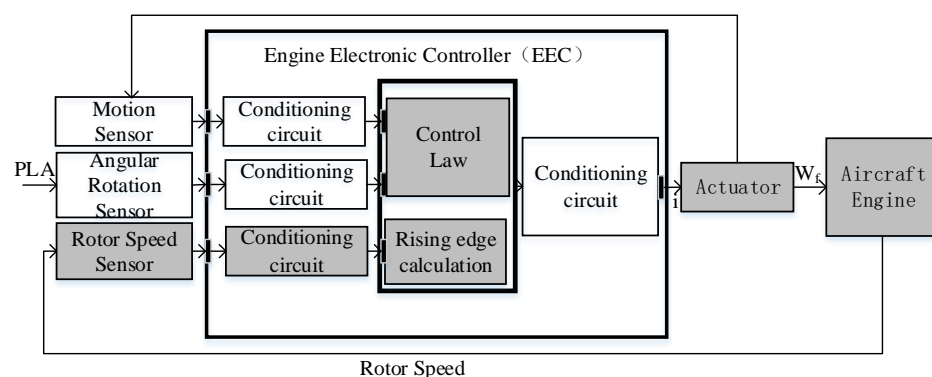 Engine Electronic Controller（EEC）
Motion
Sensor
Conditioning
circuit
Control
Law
PLA
Angular
Rotation
Sensor
Conditioning
circuit
Conditioning
circuit
i
Actuator
Wf
Aircraft
Engine
Rotor Speed
Sensor
Conditioning
circuit
Rising edge
calculation
Rotor Speed